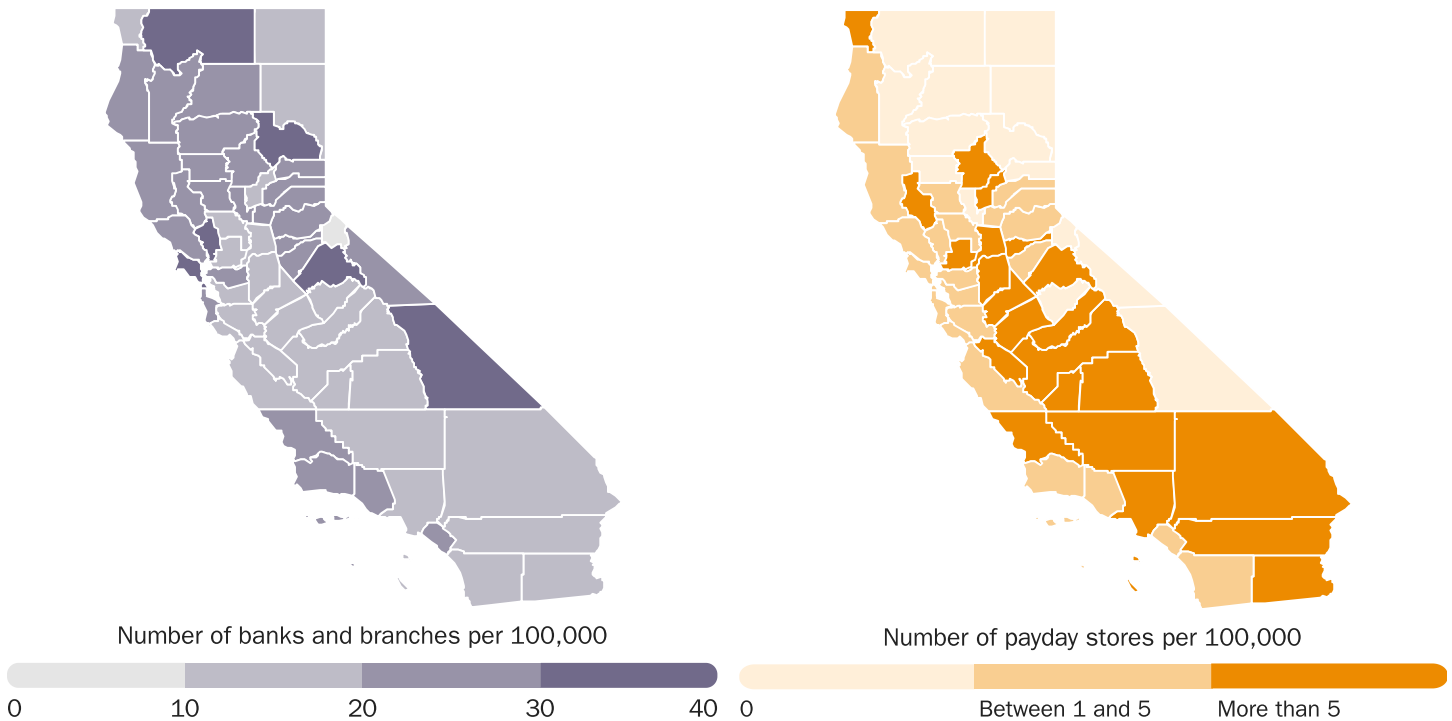 Number of banks and branches per 100,000
0 10 20 30 40
Number of payday stores per 100,000
0 Between 1 and 5 More than 5